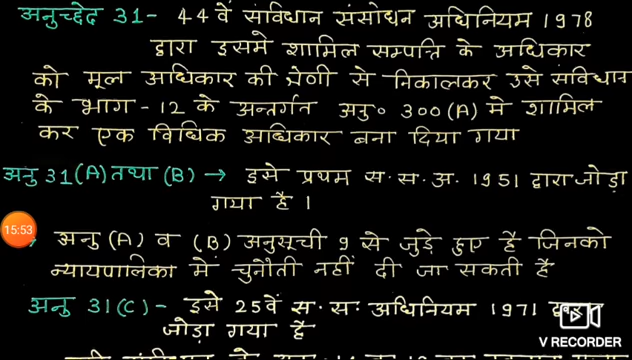 अनुच्छेद 31- 44वें संविधान संसोधन अधिनियम 1978
द्वारा इसमे शामिल सम्पत्ति के अधिकार
को मूल अधिकार की श्रेणी से निकालकर उसे संविधान
के भाग -12 के अन्तर्गत अनु० 300(A) मे शामिल
कर एक विधिक अधिकार बना दिया गया
अनु 31(A) तथा (B) → इसे प्रथम स. स. अ. 1951 द्वारा जोड़ा
गया है।
15:53
अनु (A) व (B) अनुसूची 9 से जुड़े हुए है जिनको
न्यायपालिका में चुनौती नहीं दी जा सकती है
अनु 31(C) - इसे 25वें स. स. अधिनियम 1971
जोड़ा गया है
V RECORDER